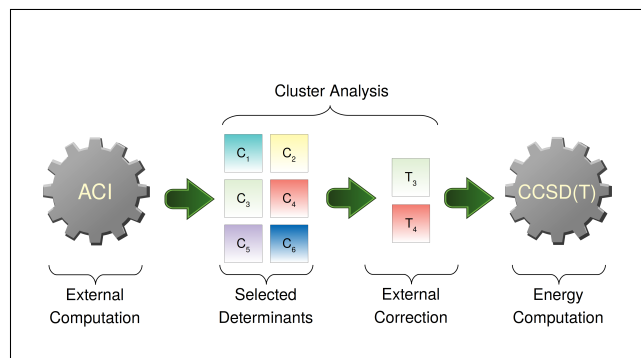 Cluster Analysis
ACI
C1
C2
C3
C4
C5
C6
T3
T4
CCSD(T)
External
Computation
Selected
Determinants
External
Correction
Energy
Computation